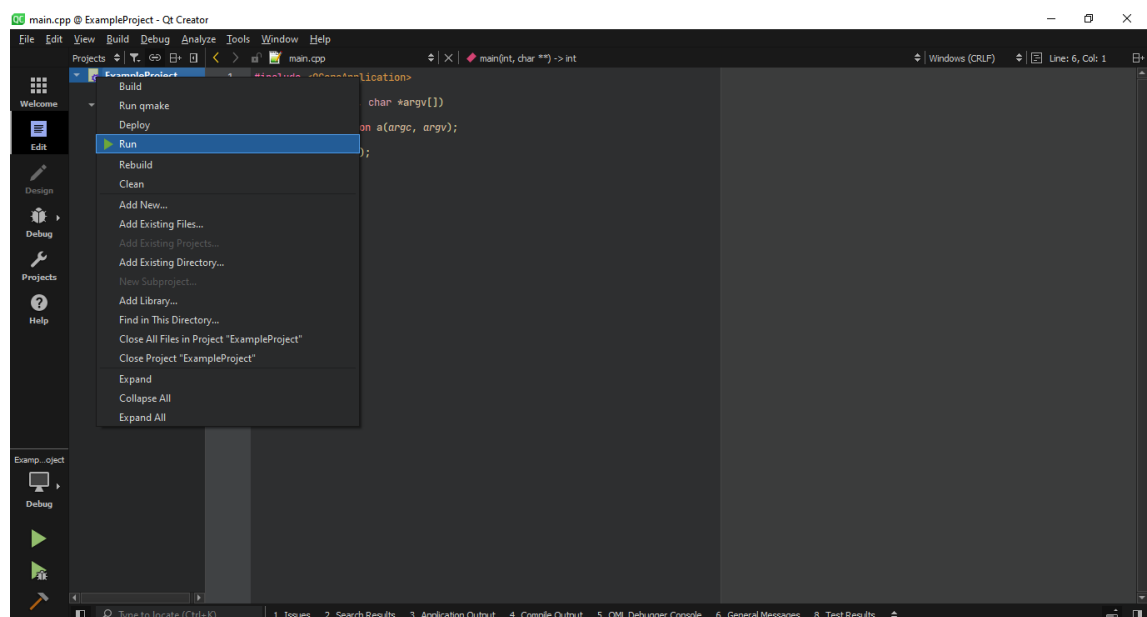 QC main.cpp @ ExampleProject - Qt Creator
File Edit View Build Debug Analyze Tools Window Help
Projects main.cpp main(int, char **) -> int Windows (CRLF) Line: 6, Col: 1
ExampleProject 1 #include <QCoreApplication>
Welcome
Edit
Design
Debug
Projects
Help
Build
Run qmake
Deploy
Run
Rebuild
Clean
Add New...
Add Existing Files...
Add Existing Projects...
Add Existing Directory...
New Subproject...
Add Library...
Find in This Directory...
Close All Files in Project "ExampleProject"
Close Project "ExampleProject"
Expand
Collapse All
Expand All
char *argv[])
on a(argc, argv);
);
Examp...oject
Debug
Type to locate (Ctrl+K) 1 Issues 2 Search Results 3 Application Output 4 Compile Output 5 QML Debugger Console 6 General Messages 8 Test Results